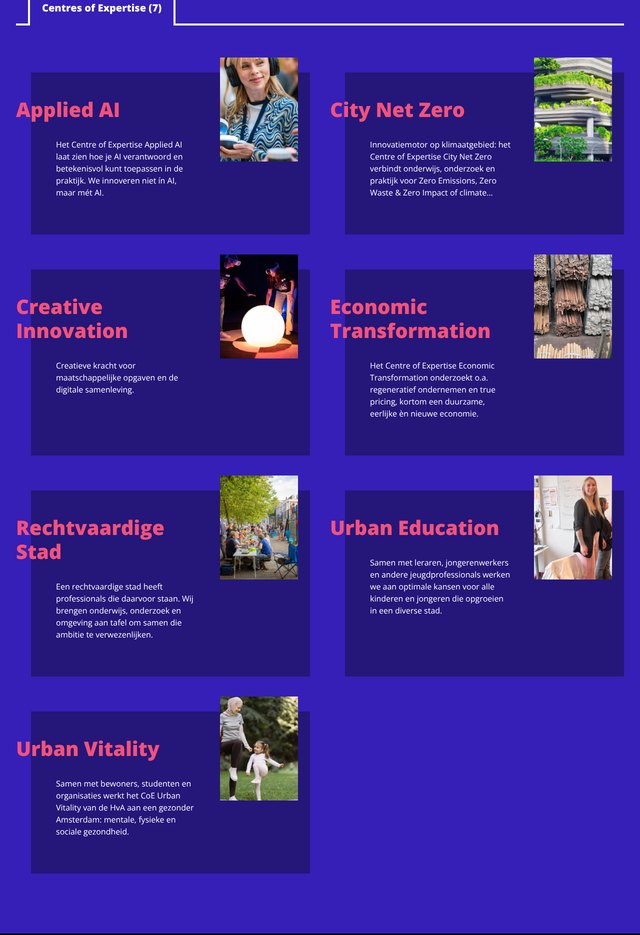 Centres of Expertise (7)
Applied AI
Het Centre of Expertise Applied AI
laat zien hoe je AI verantwoord en
betekenisvol kunt toepassen in de
praktijk. We innoveren niet ín AI,
maar mét AI.
City Net Zero
Innovatiemotor op klimaatgebied: het
Centre of Expertise City Net Zero
verbindt onderwijs, onderzoek en
praktijk voor Zero Emissions, Zero
Waste & Zero Impact of climate...
Creative
Innovation
Creatieve kracht voor
maatschappelijke opgaven en de
digitale samenleving.
Economic
Transformation
Het Centre of Expertise Economic
Transformation onderzoekt o.a.
regeneratief ondernemen en true
pricing, kortom een duurzame,
eerlijke èn nieuwe economie.
Rechtvaardige
Stad
Een rechtvaardige stad heeft
professionals die daarvoor staan. Wij
brengen onderwijs, onderzoek en
omgeving aan tafel om samen die
ambitie te verwezenlijken.
Urban Education
Samen met leraren, jongerenwerkers
en andere jeugdprofessionals werken
we aan optimale kansen voor alle
kinderen en jongeren die opgroeien
in een diverse stad.
Urban Vitality
Samen met bewoners, studenten en
organisaties werkt het CoE Urban
Vitality van de HvA aan een gezonder
Amsterdam: mentale, fysieke en
sociale gezondheid.